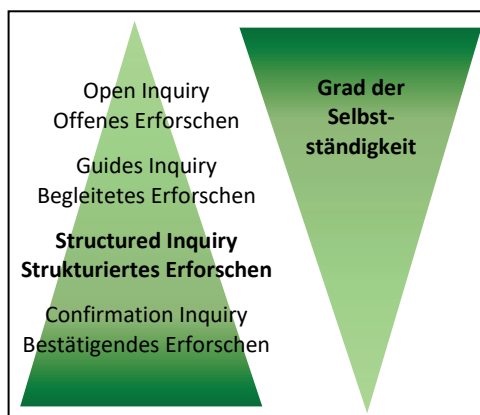 Open Inquiry
Offenes Erforschen
Guides Inquiry
Begleitetes Erforschen
Structured Inquiry
Strukturiertes Erforschen
Confirmation Inquiry
Bestätigendes Erforschen
Grad der
Selbst-
ständigkeit